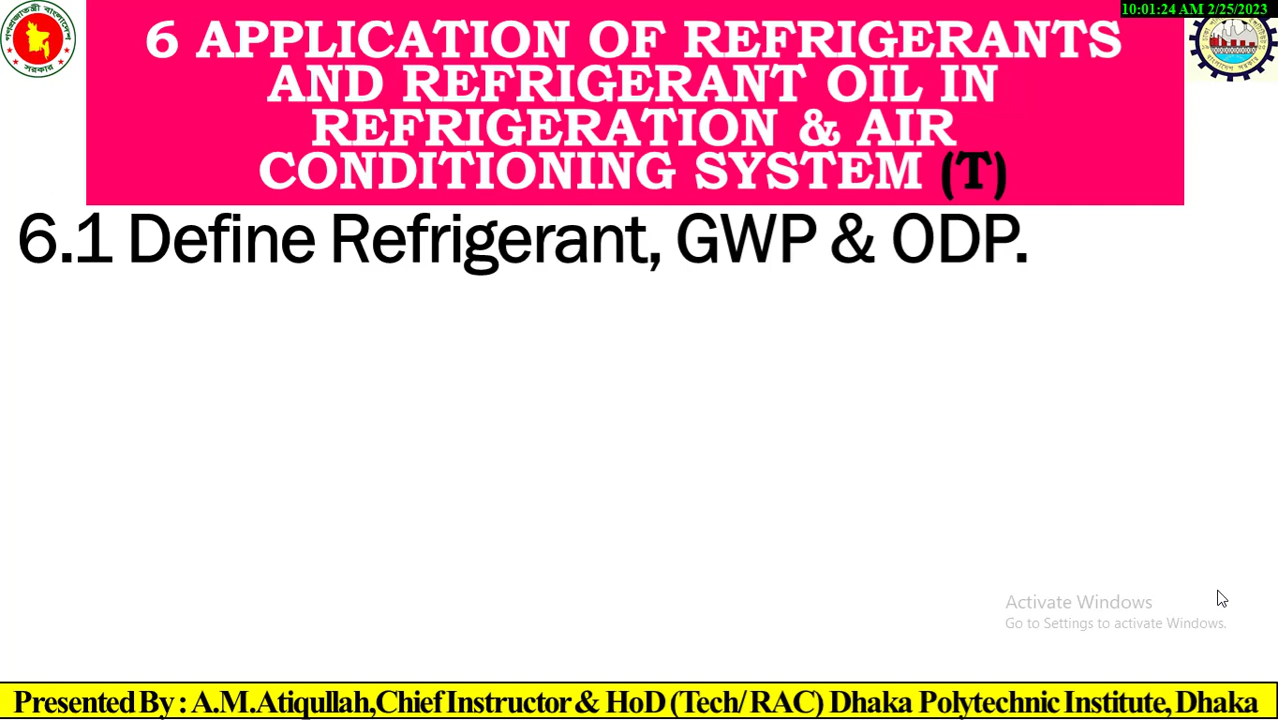 10:01:24 AM 2/25/2023
6 APPLICATION OF REFRIGERANTS
AND REFRIGERANT OIL IN
REFRIGERATION & AIR
CONDITIONING SYSTEM (T)
6.1 Define Refrigerant, GWP & ODP.
Activate Windows
Go to Settings to activate Windows.
Presented By : A.M.Atiqullah,Chief Instructor & HoD (Tech/ RAC) Dhaka Polytechnic Institute, Dhaka